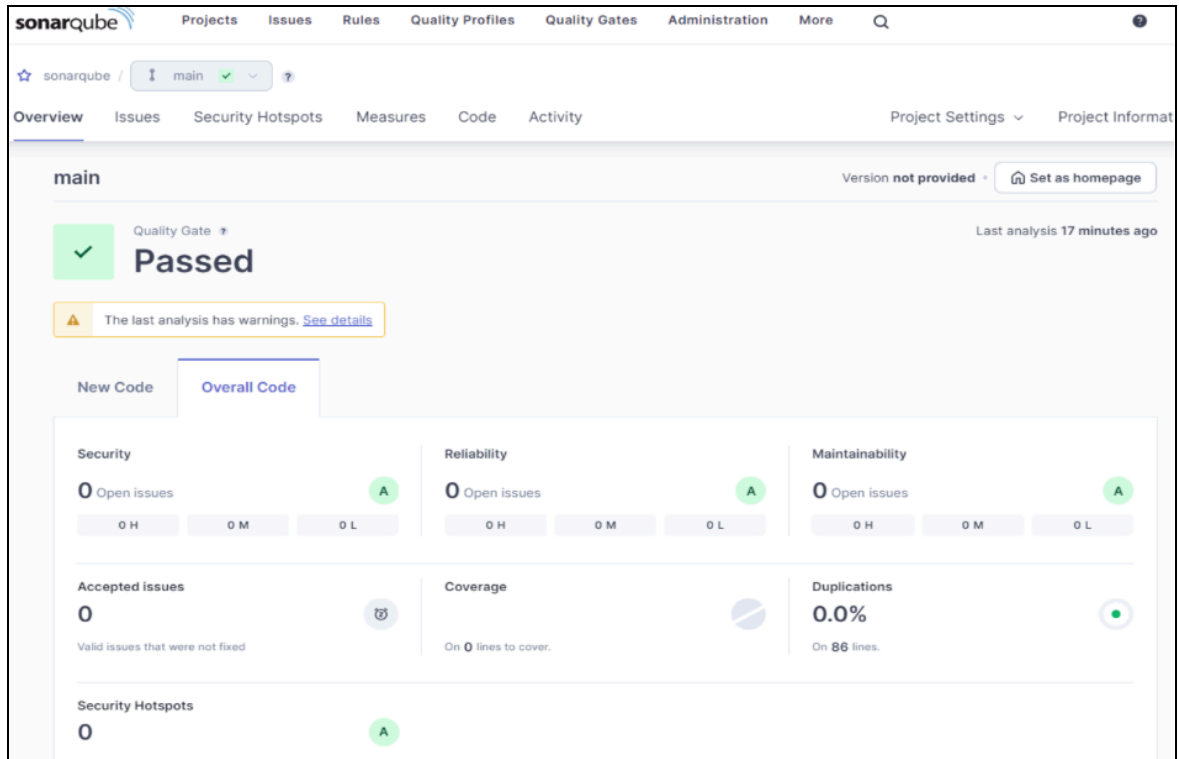 sonarqube Projects Issues Rules Quality Profiles Quality Gates Administration More ?
sonarqube / main ?
Overview Issues Security Hotspots Measures Code Activity Project Settings Project Informat
main Version not provided • Set as homepage
Quality Gate ? Last analysis 17 minutes ago
Passed
The last analysis has warnings. See details
New Code Overall Code
Security Reliability Maintainability
0 Open issues A 0 Open issues A 0 Open issues A
0 H 0 M 0 L 0 H 0 M 0 L 0 H 0 M 0 L
Accepted issues Coverage Duplications
0 0.0%
Valid issues that were not fixed On 0 lines to cover. On 86 lines.
Security Hotspots
0 A